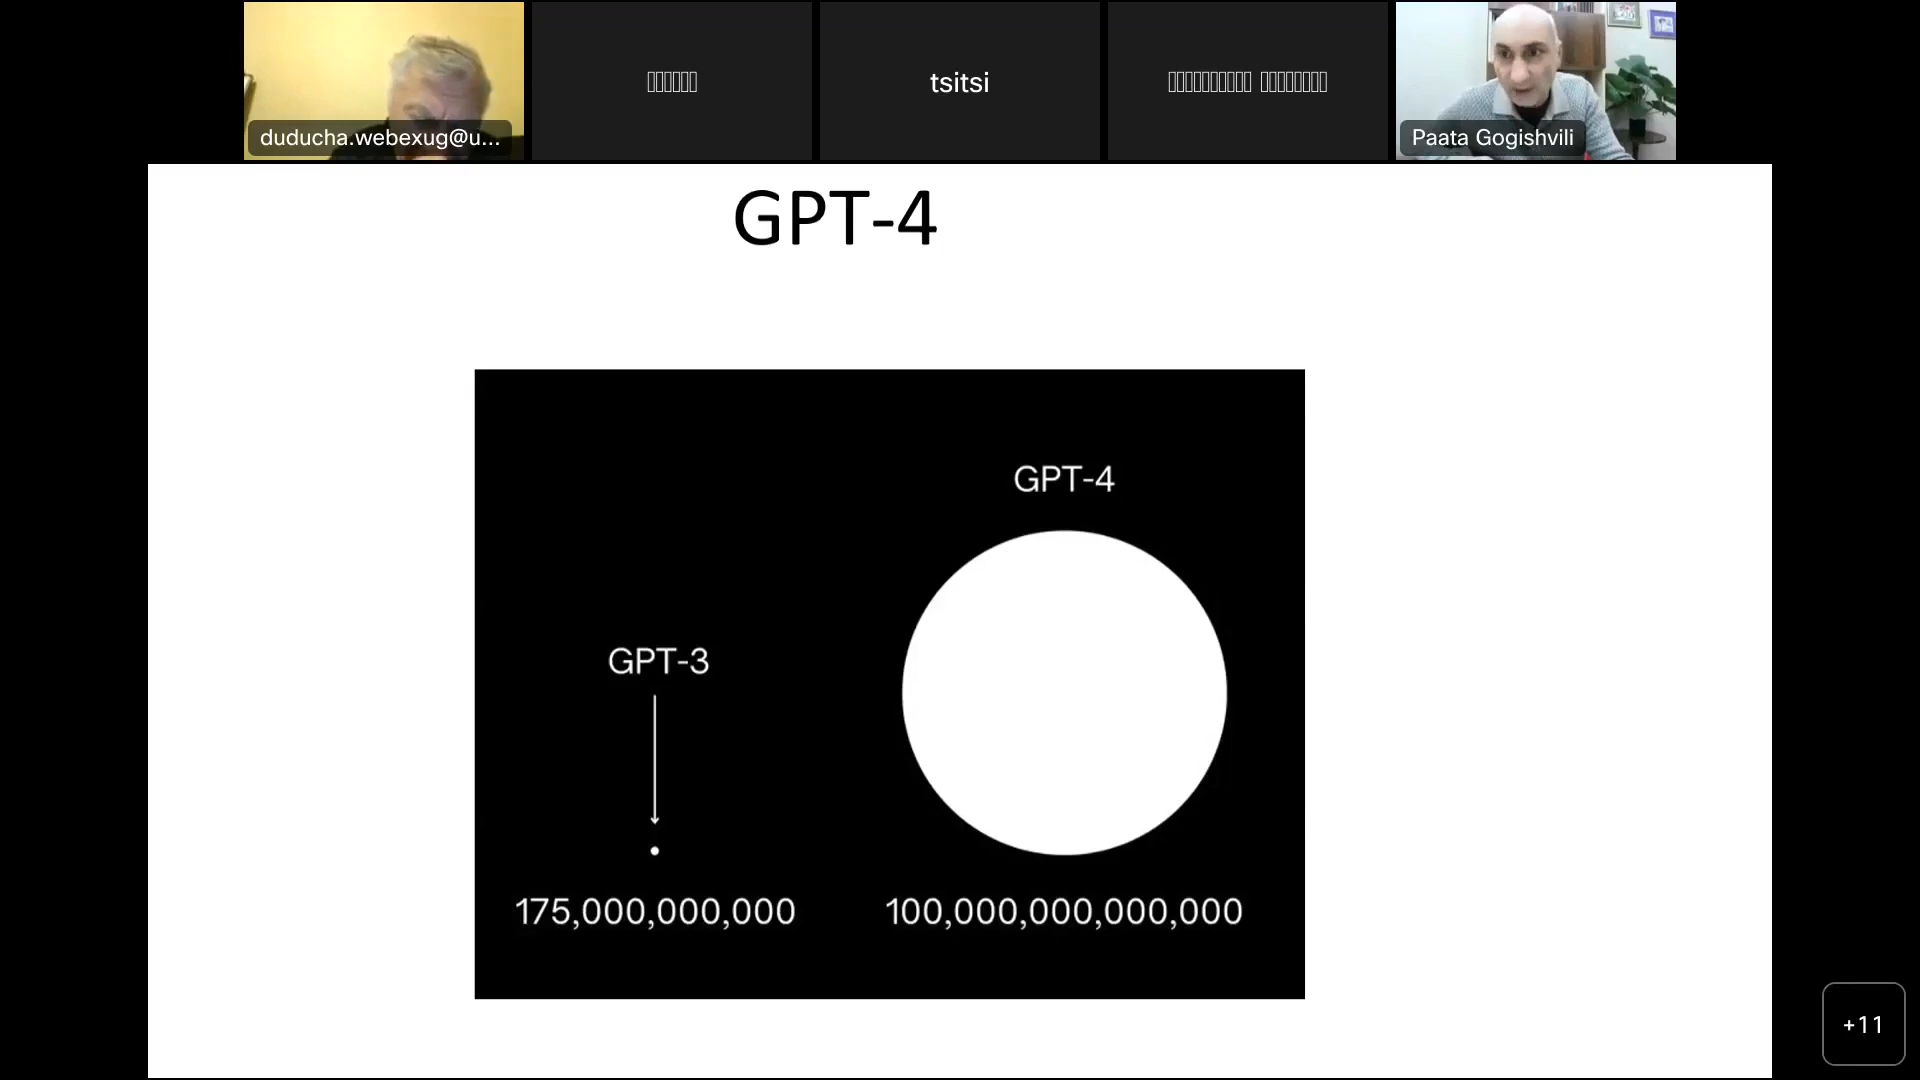 duducha.webexug@u...
tsitsi
Paata Gogishvili
GPT-4
GPT-4
GPT-3
175,000,000,000
100,000,000,000,000
+11